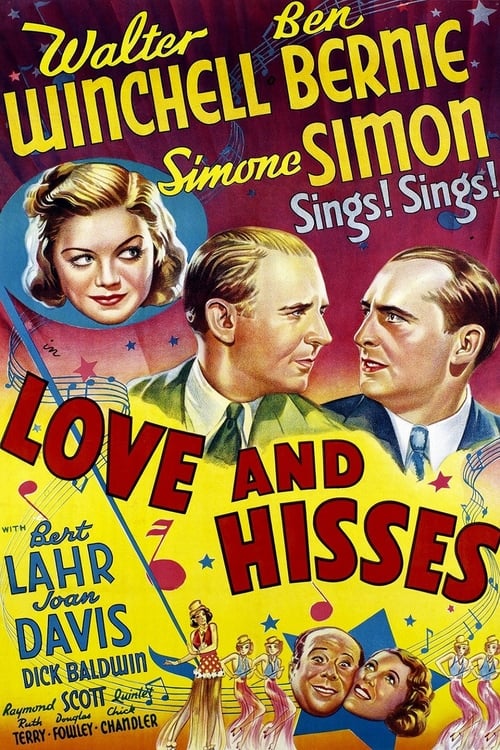 Walter Ben
WINCHELL BERNIE
Simone SIMON
Sings! Sings!
in
LOVE AND
HISSES
WITH Bert
LAHR
Joan
DAVIS
DICK BALDWIN
Raymond SCOTT Quintet
Ruth Douglas Chick
TERRY-FOWLEY-CHANDLER